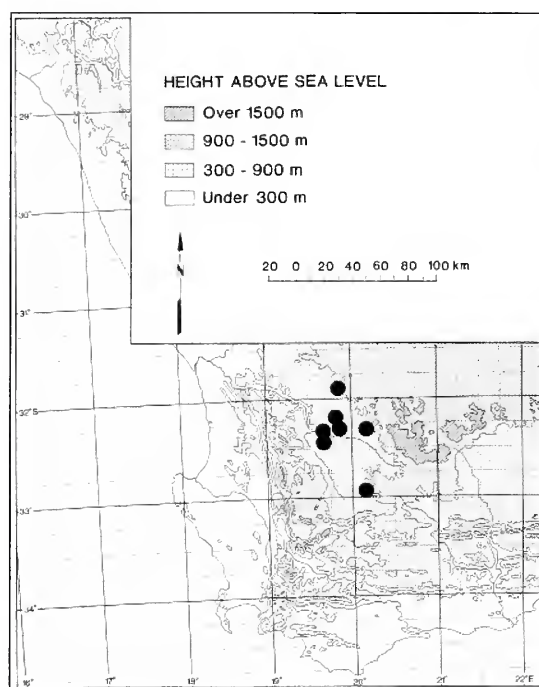 HEIGHT ABOVE SEA LEVEL
Over 1500 m
900 - 1500 m
300 - 900 m
Under 300 m
N
20 0 20 40 60 80 100 km
29°
30°
31°
32°S
33°
34°
16° 17° 18° 19° 20° 21° 22°E